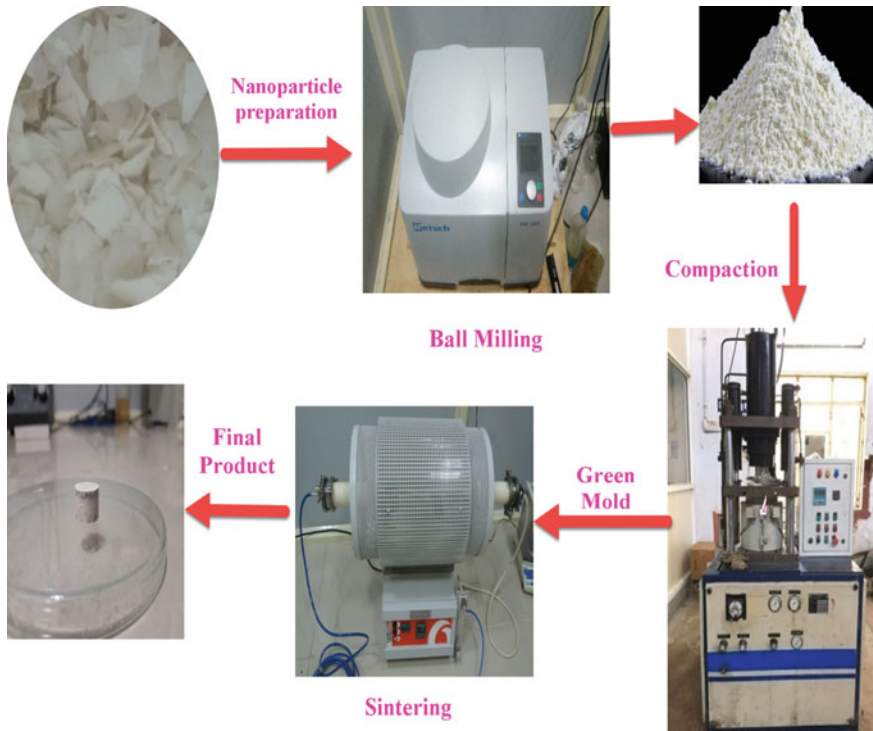 Nanoparticle
preparation
Ball Milling
Compaction
Green
Mold
Sintering
Final
Product